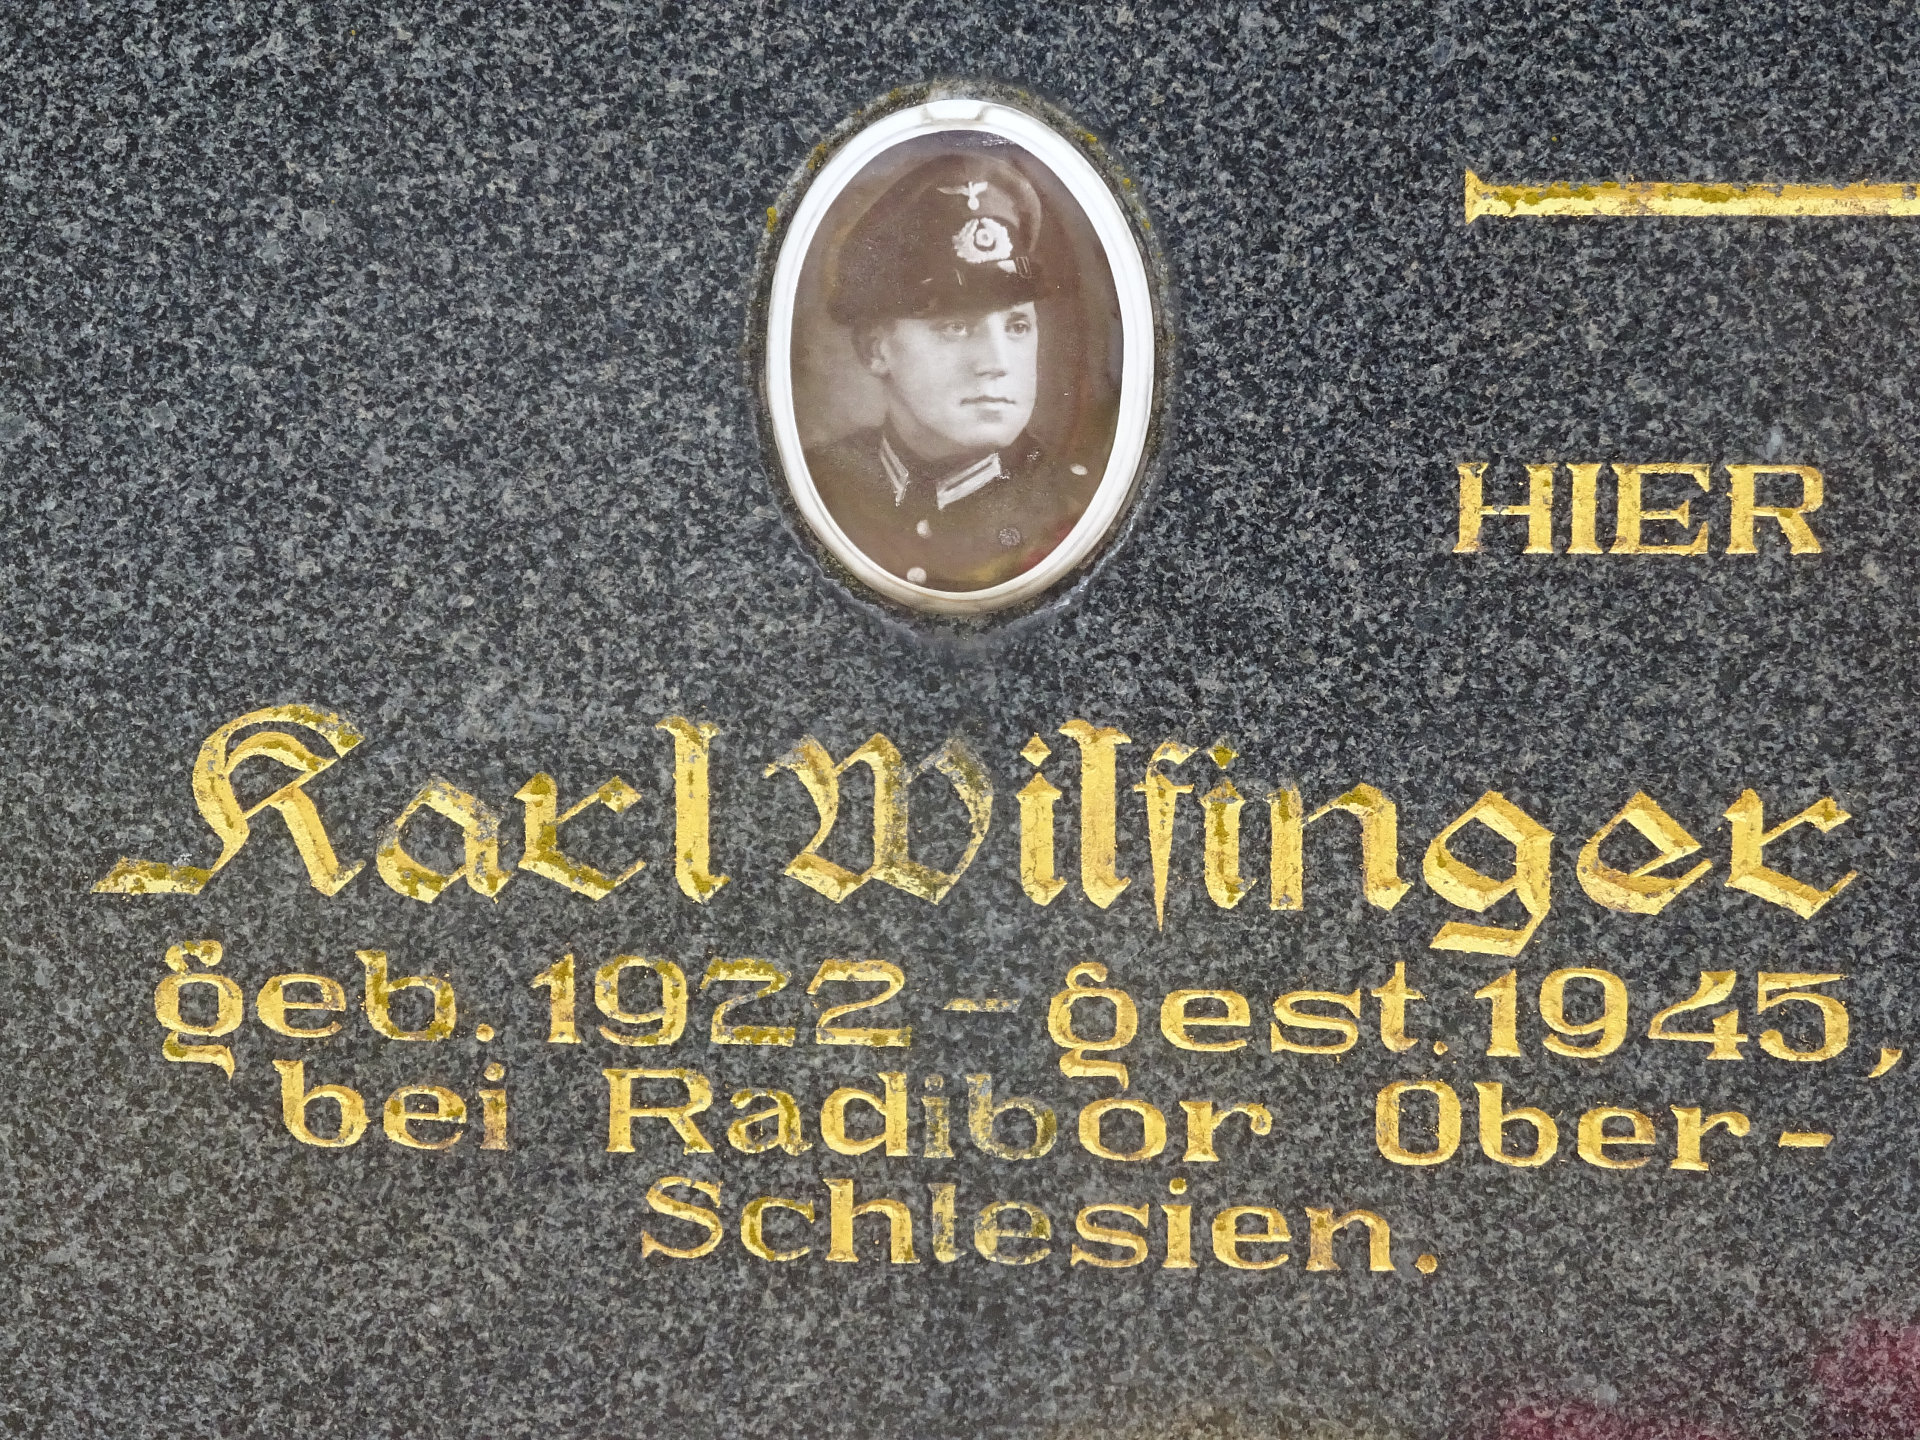 HIER
Karl Wilfinger
geb. 1922 - gest. 1945,
bei Radibor Ober-
Schlesien.